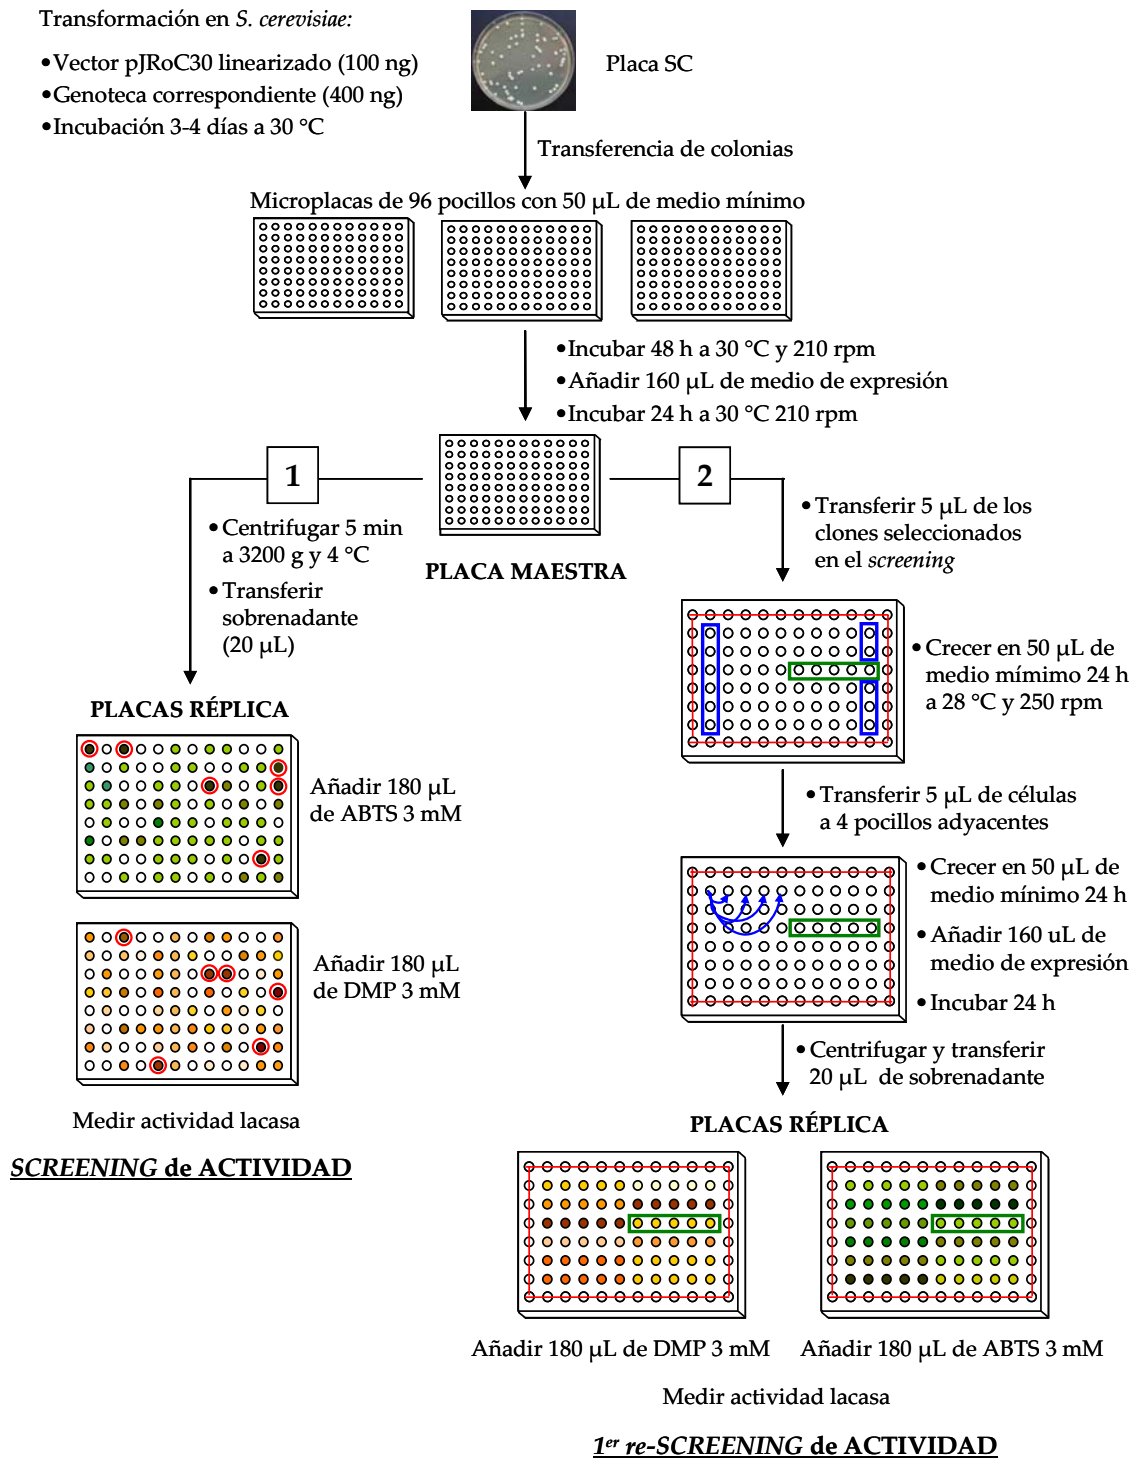 Transformación en S. cerevisiae:
•Vector pJRoC30 linearizado (100 ng)
•Genoteca correspondiente (400 ng)
•Incubación 3-4 días a 30 °C
Placa SC
Transferencia de colonias
Microplacas de 96 pocillos con 50 µL de medio mínimo
•Incubar 48 h a 30 °C y 210 rpm
•Añadir 160 µL de medio de expresión
•Incubar 24 h a 30 °C 210 rpm
1
•Centrifugar 5 min
a 3200 g y 4 °C
•Transferir
sobrenadante
(20 µL)
PLACA MAESTRA
2
•Transferir 5 µL de los
clones seleccionados
en el screening
PLACAS RÉPLICA
Añadir 180 µL
de ABTS 3 mM
Añadir 180 µL
de DMP 3 mM
Medir actividad lacasa
SCREENING de ACTIVIDAD
•Crecer en 50 µL de
medio mímimo 24 h
a 28 °C y 250 rpm
•Transferir 5 µL de células
a 4 pocillos adyacentes
•Crecer en 50 µL de
medio mínimo 24 h
•Añadir 160 uL de
medio de expresión
•Incubar 24 h
•Centrifugar y transferir
20 µL de sobrenadante
PLACAS RÉPLICA
Añadir 180 µL de DMP 3 mM
Añadir 180 µL de ABTS 3 mM
Medir actividad lacasa
1er re-SCREENING de ACTIVIDAD